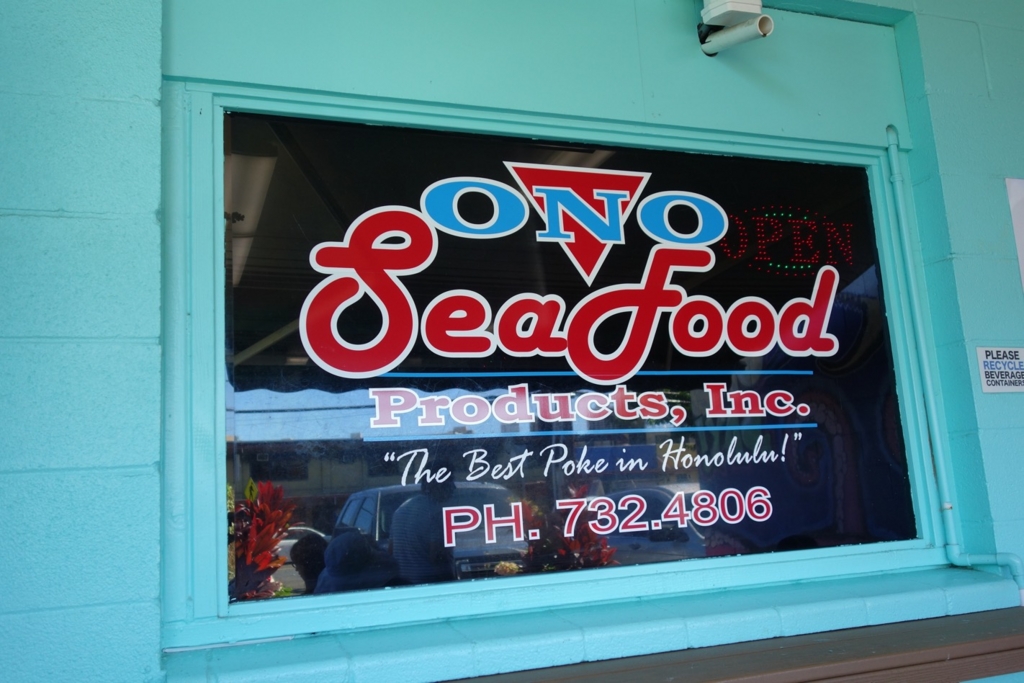 ONO
SeaFood
OPEN
Products, Inc.
"The Best Poke in Honolulu!"
PH. 732.4806
PLEASE
RECYCLE
BEVERAGE
CONTAINERS